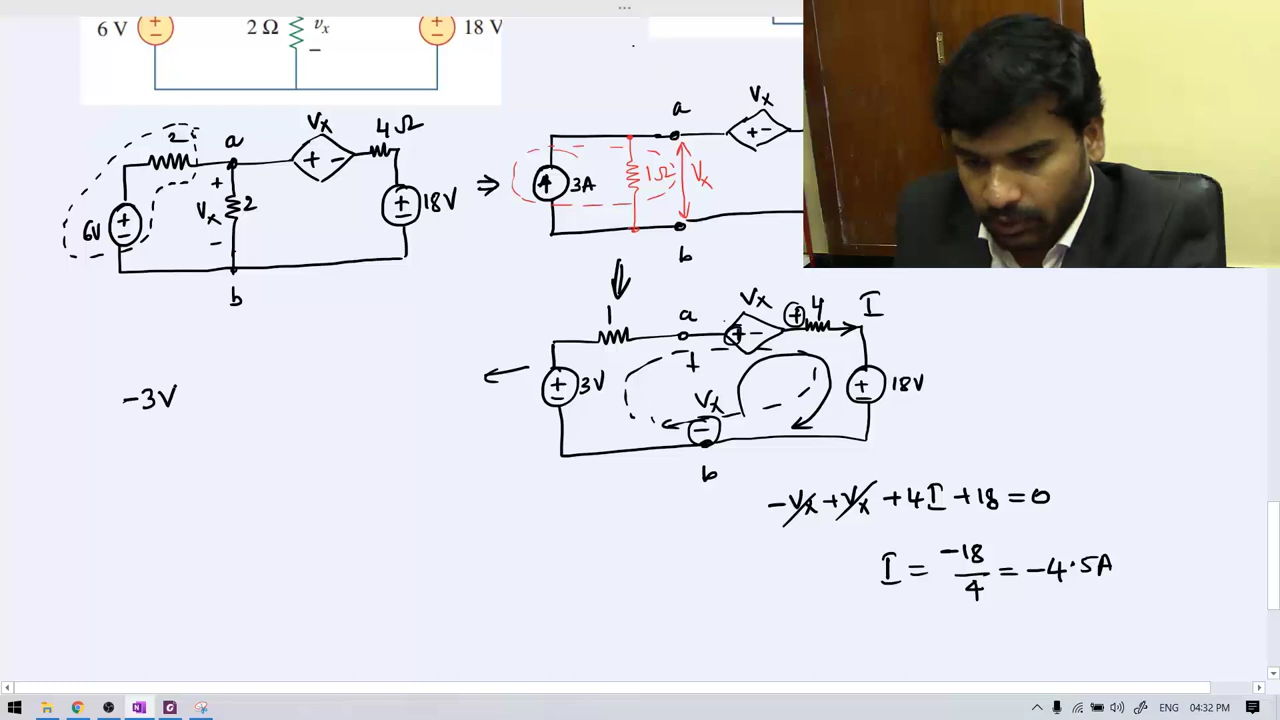 6 V
2 Ω
vx
−
18 V
+
+
2
a
Vx
4 Ω
+ −
+
Vx
−
2
6V
+
−
18V
+
−
b
⇒
3A
1Ω
Vx
a
Vx
+ −
b
⇓
1
a
Vx
4
I
+ −
+
+
3V
+
−
Vx
−
18V
+
−
b
-3V
-Vx + Vx + 4I + 18 = 0
I = -18/4 = -4.5A
ENG
04:32 PM